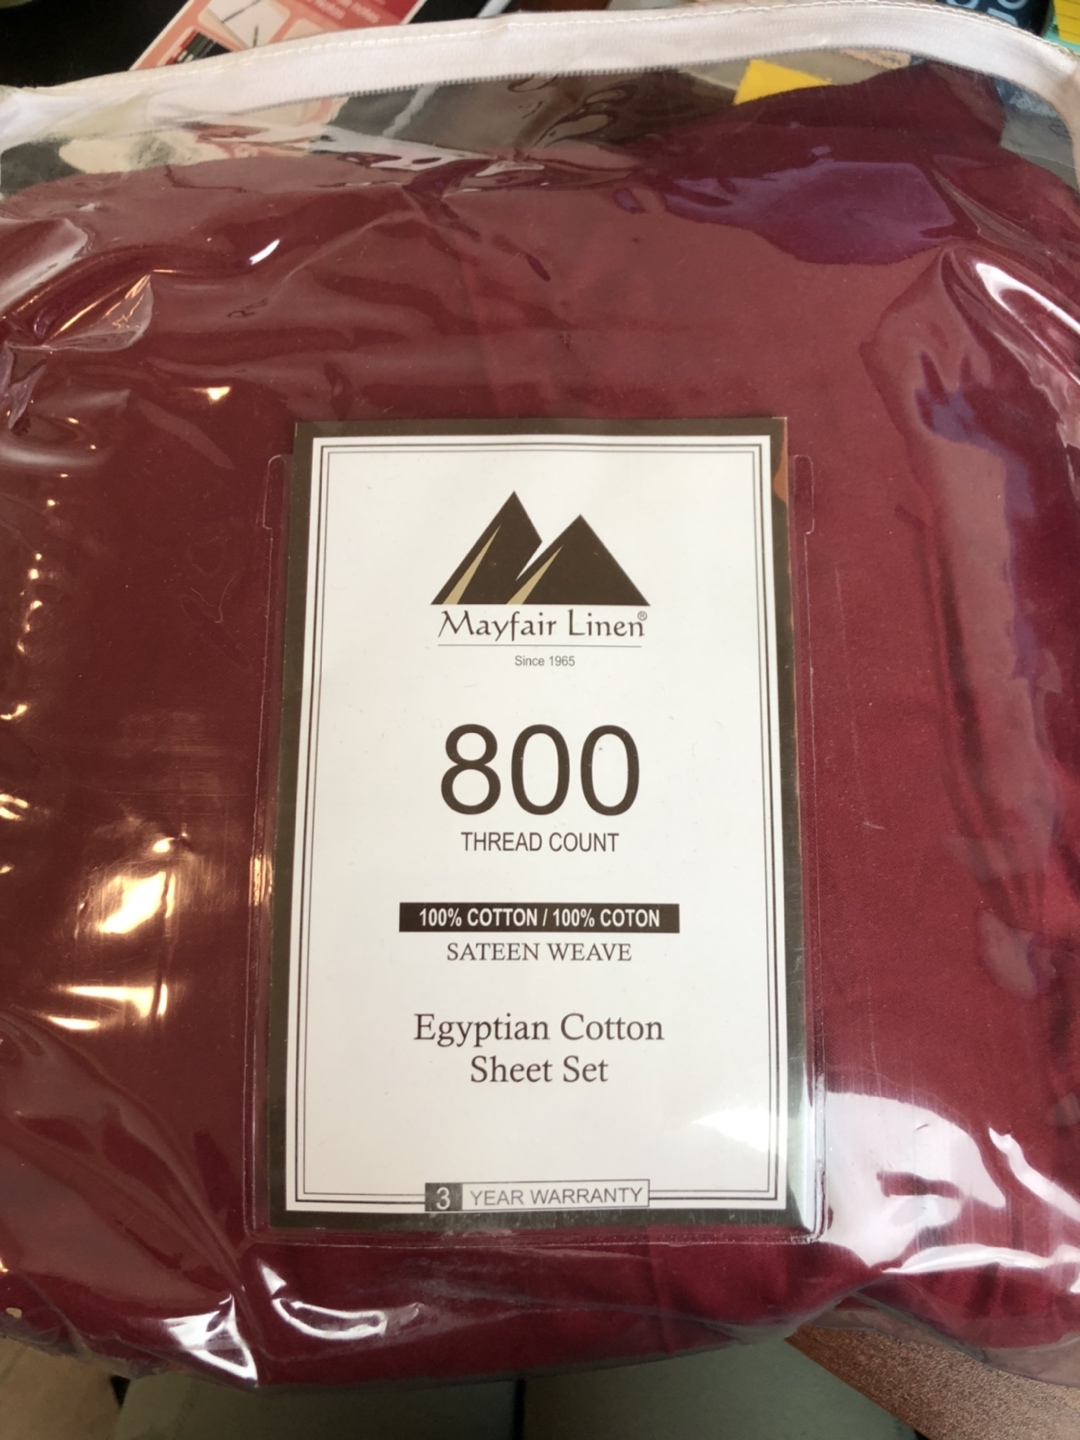 Mayfair Linen®
Since 1965
800
THREAD COUNT
100% COTTON / 100% COTON
SATEEN WEAVE
Egyptian Cotton
Sheet Set
3 YEAR WARRANTY